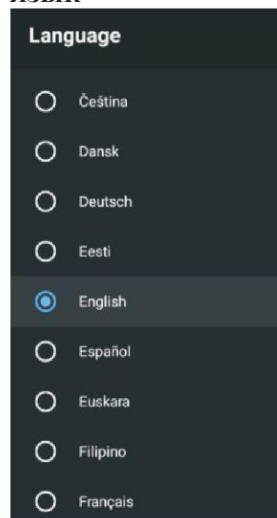 Language
Čeština
Dansk
Deutsch
Eesti
English
Español
Euskara
Filipino
Français